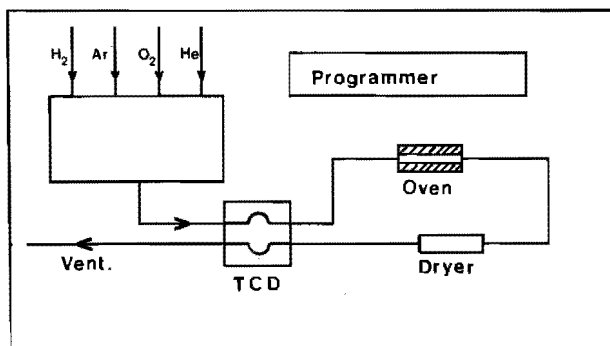 H2 Ar O2 He
Programmer
Oven
Vent.
Dryer
TCD